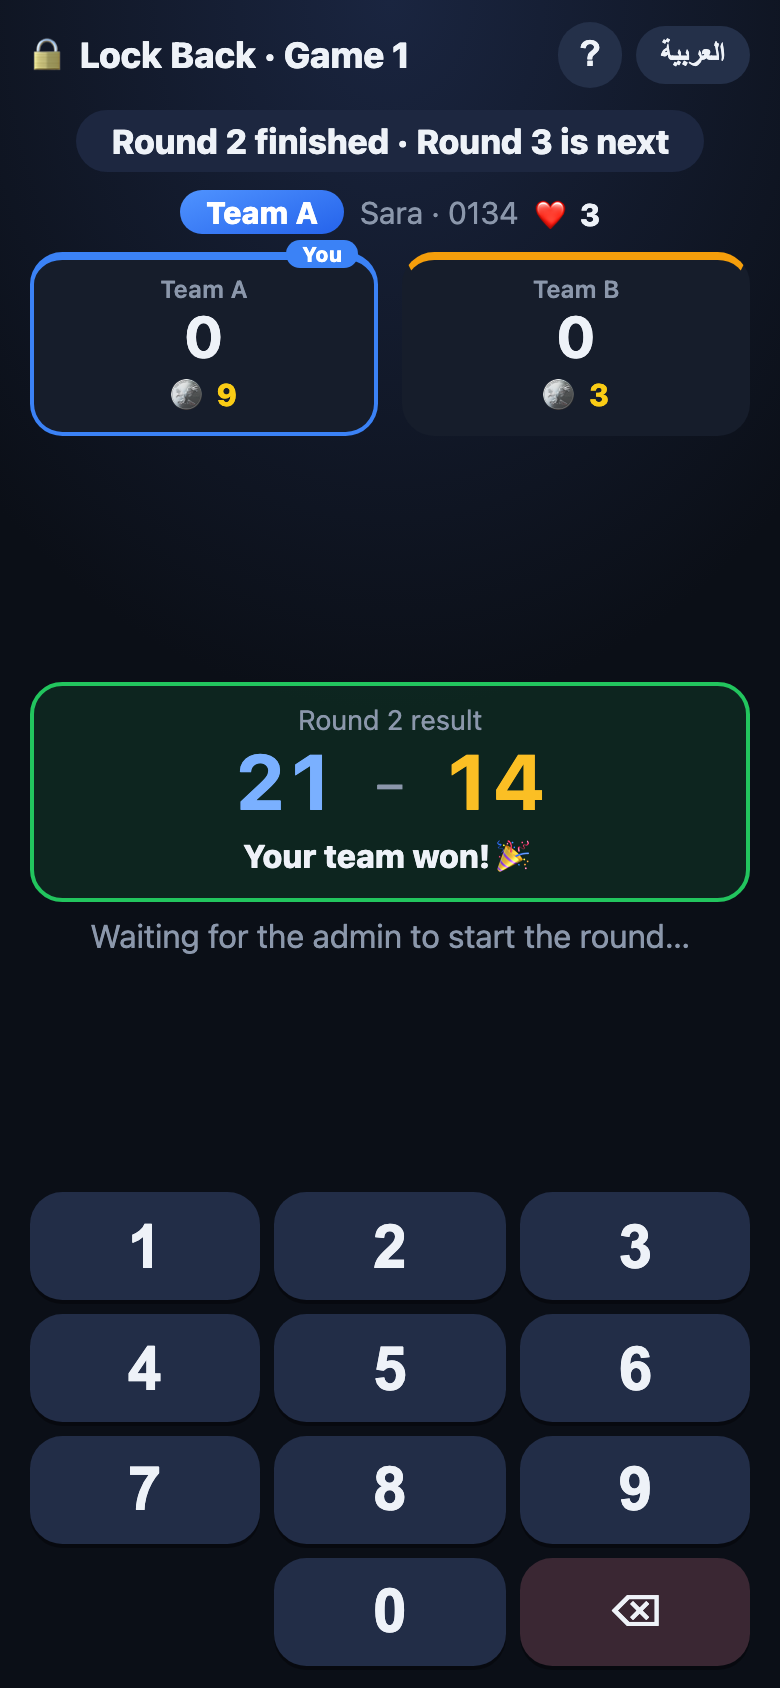 🔒 Lock Back · Game 1 ? العربية
Round 2 finished · Round 3 is next
Team A Sara · 0134 ❤️ 3
You
Team A Team B
0 0
9 3
Round 2 result
21 - 14
Your team won! 🎉
Waiting for the admin to start the round...
1 2 3
4 5 6
7 8 9
0 ⌫